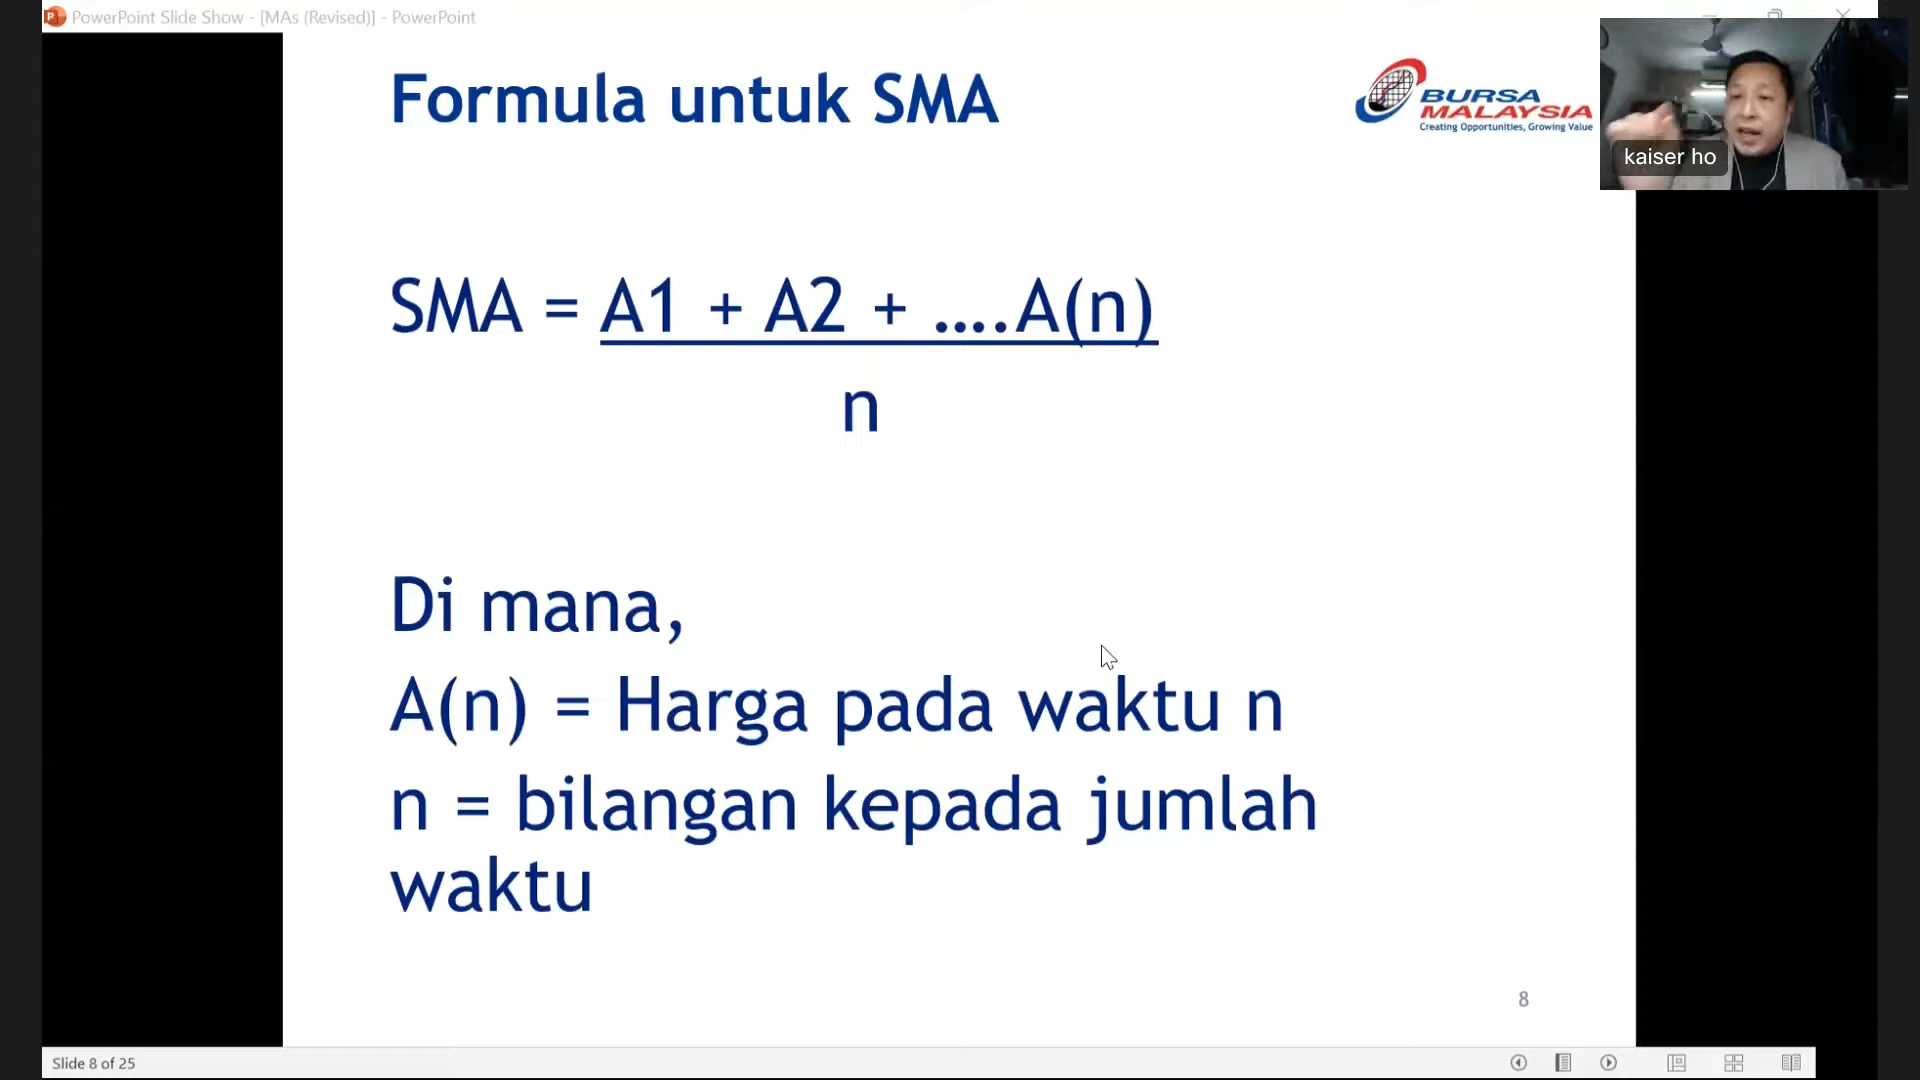 PowerPoint Slide Show - [MAs (Revised)] - PowerPoint
Formula untuk SMA
BURSA
MALAYSIA
Creating Opportunities, Growing Value
kaiser ho
SMA = A1 + A2 + ....A(n)
n
Di mana,
A(n) = Harga pada waktu n
n = bilangan kepada jumlah
waktu
8
Slide 8 of 25